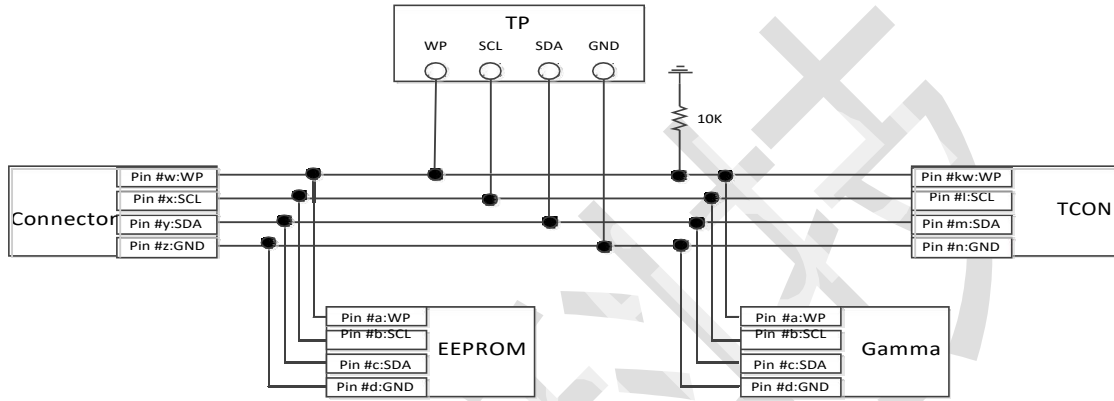 TP
WP SCL SDA GND
10K
Pin #w:WP
Pin #x:SCL
Pin #y:SDA
Pin #z:GND
Connector
Pin #kw:WP
Pin #l:SCL
Pin #m:SDA
Pin #n:GND
TCON
Pin #a:WP
Pin #b:SCL
Pin #c:SDA
Pin #d:GND
EEPROM
Pin #a:WP
Pin #b:SCL
Pin #c:SDA
Pin #d:GND
Gamma